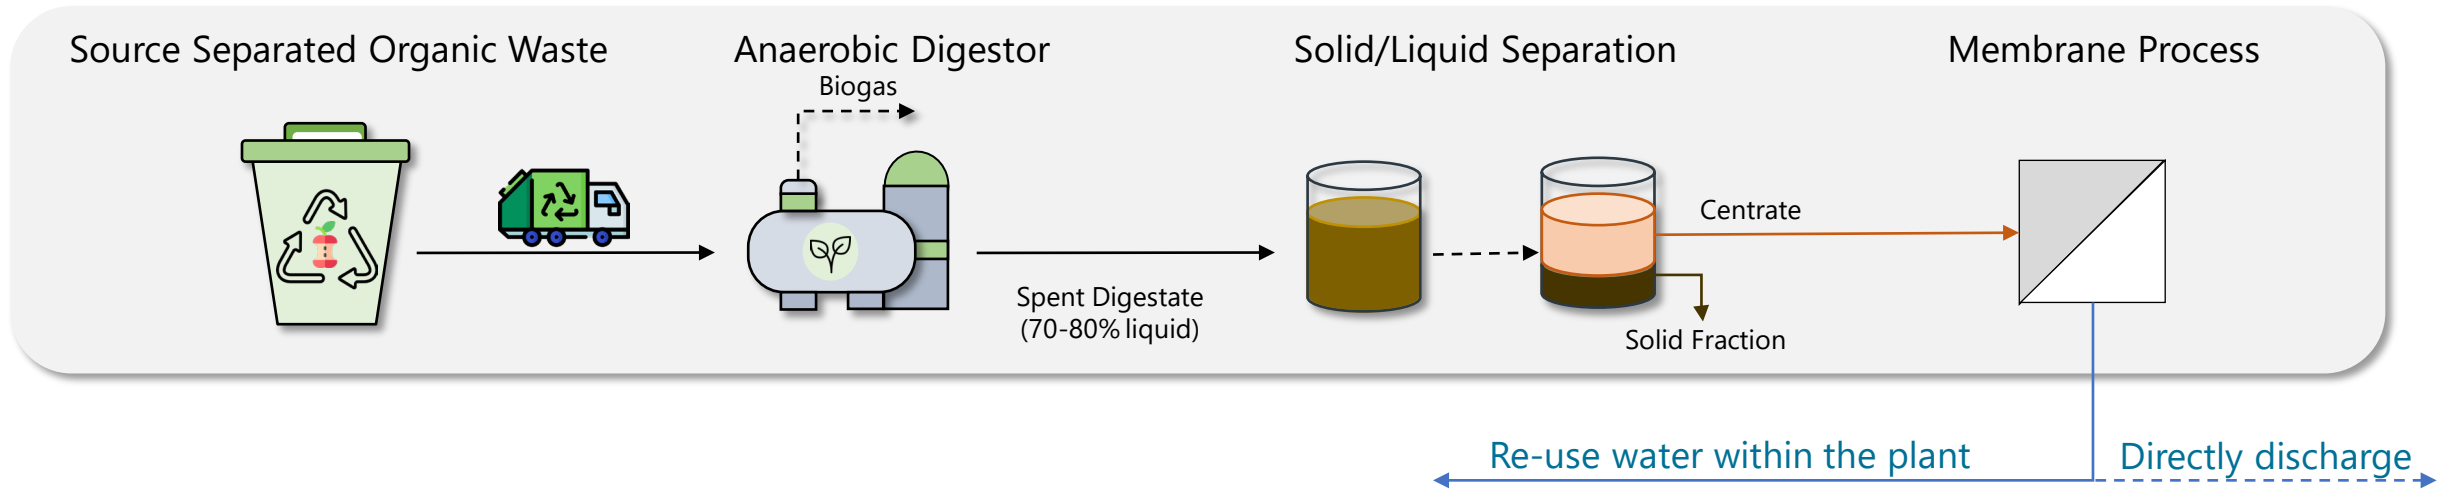 Source Separated Organic Waste
Anaerobic Digestor
Solid/Liquid Separation
Membrane Process
Biogas
Centrate
Spent Digestate
(70-80% liquid)
Solid Fraction
Re-use water within the plant
Directly discharge